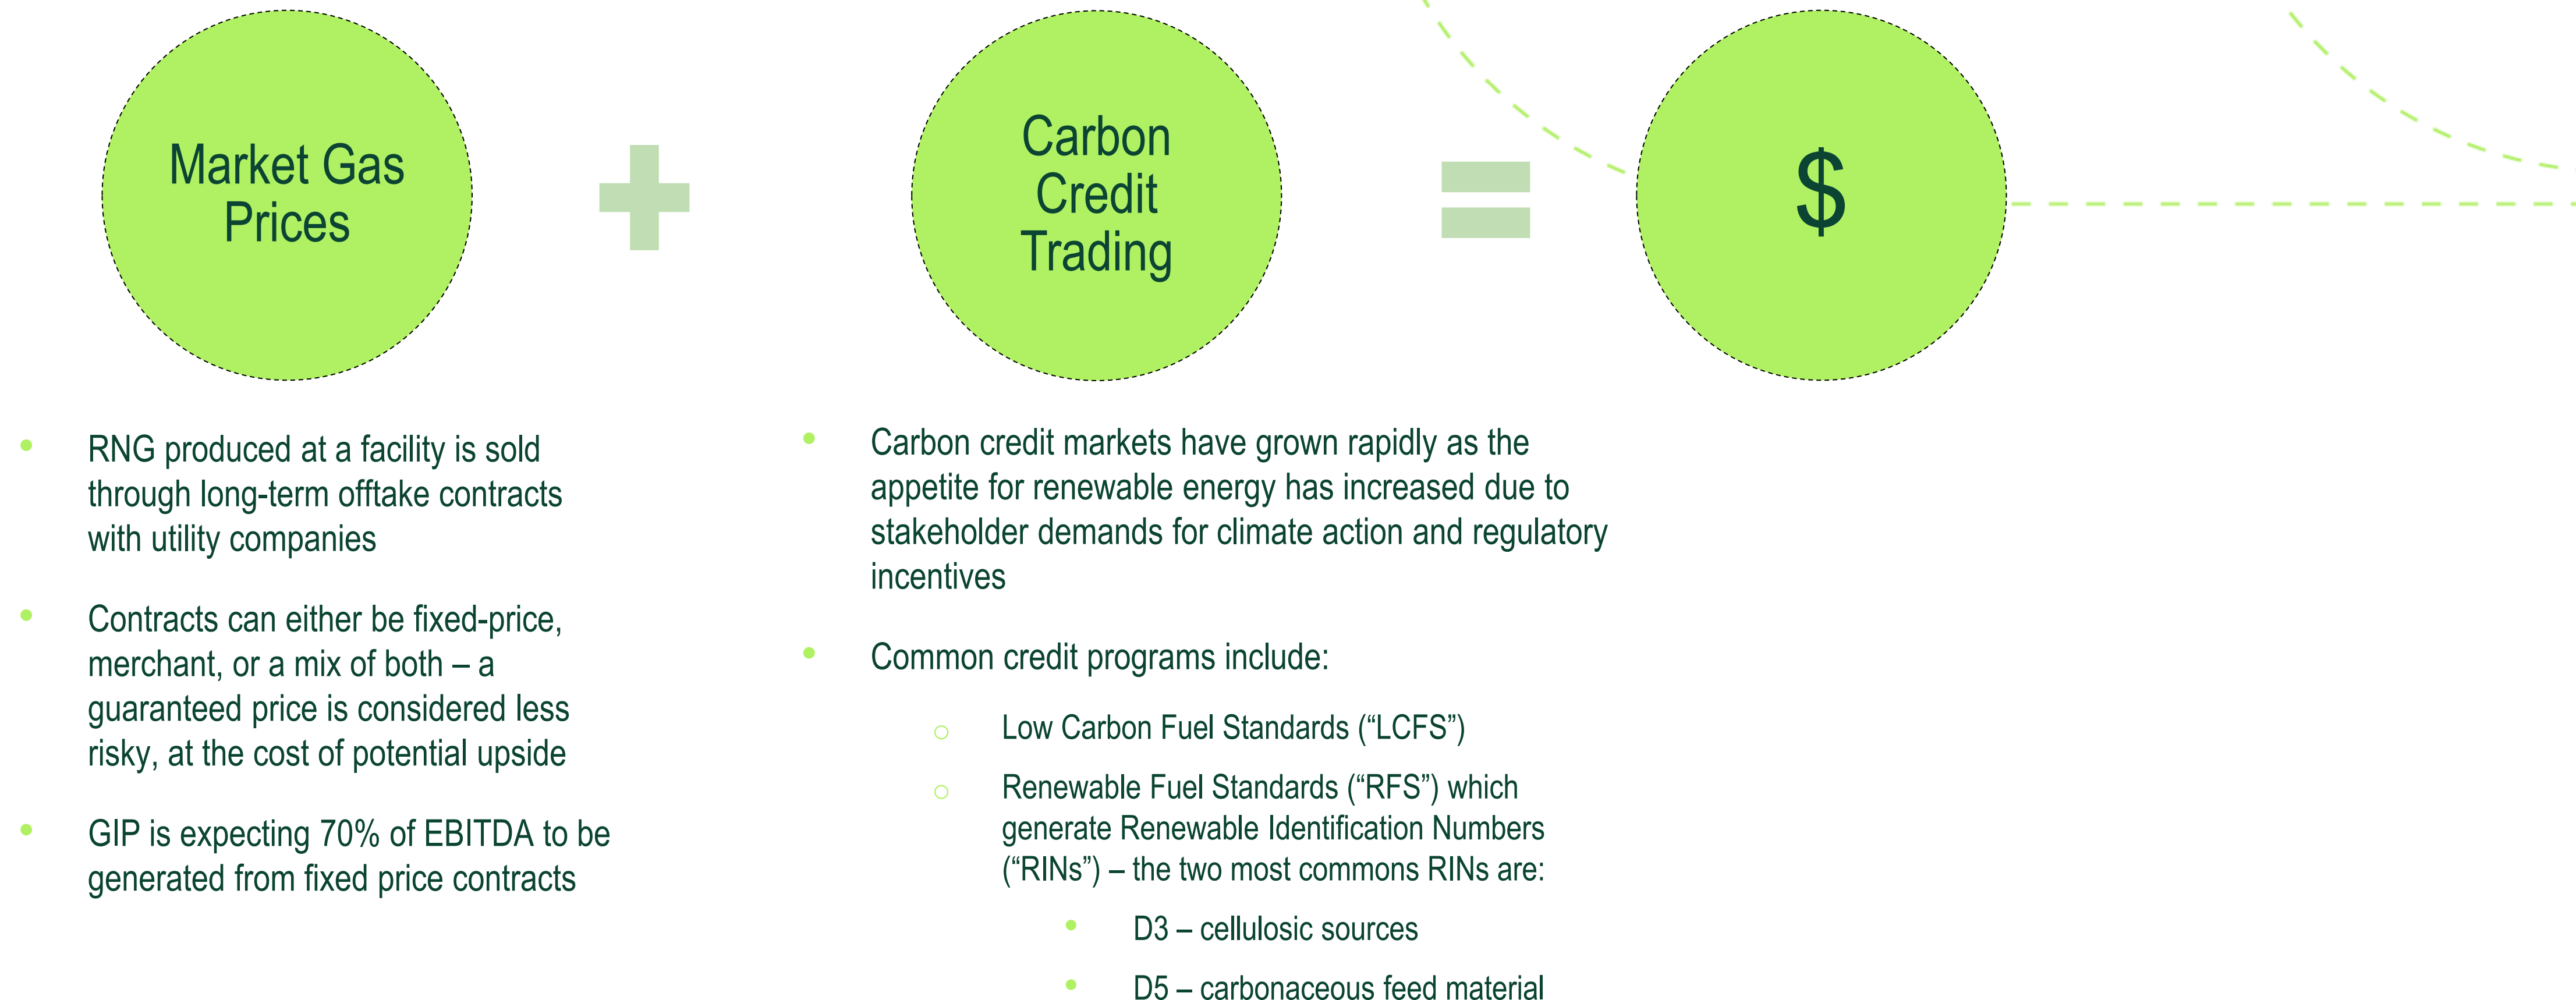 Market Gas
Prices
Carbon
Credit
Trading
$
• RNG produced at a facility is sold
through long-term offtake contracts
with utility companies
• Contracts can either be fixed-price,
merchant, or a mix of both – a
guaranteed price is considered less
risky, at the cost of potential upside
• GIP is expecting 70% of EBITDA to be
generated from fixed price contracts
• Carbon credit markets have grown rapidly as the
appetite for renewable energy has increased due to
stakeholder demands for climate action and regulatory
incentives
• Common credit programs include:
o Low Carbon Fuel Standards (“LCFS”)
o Renewable Fuel Standards (“RFS”) which
generate Renewable Identification Numbers
(“RINs”) – the two most commons RINs are:
• D3 – cellulosic sources
• D5 – carbonaceous feed material